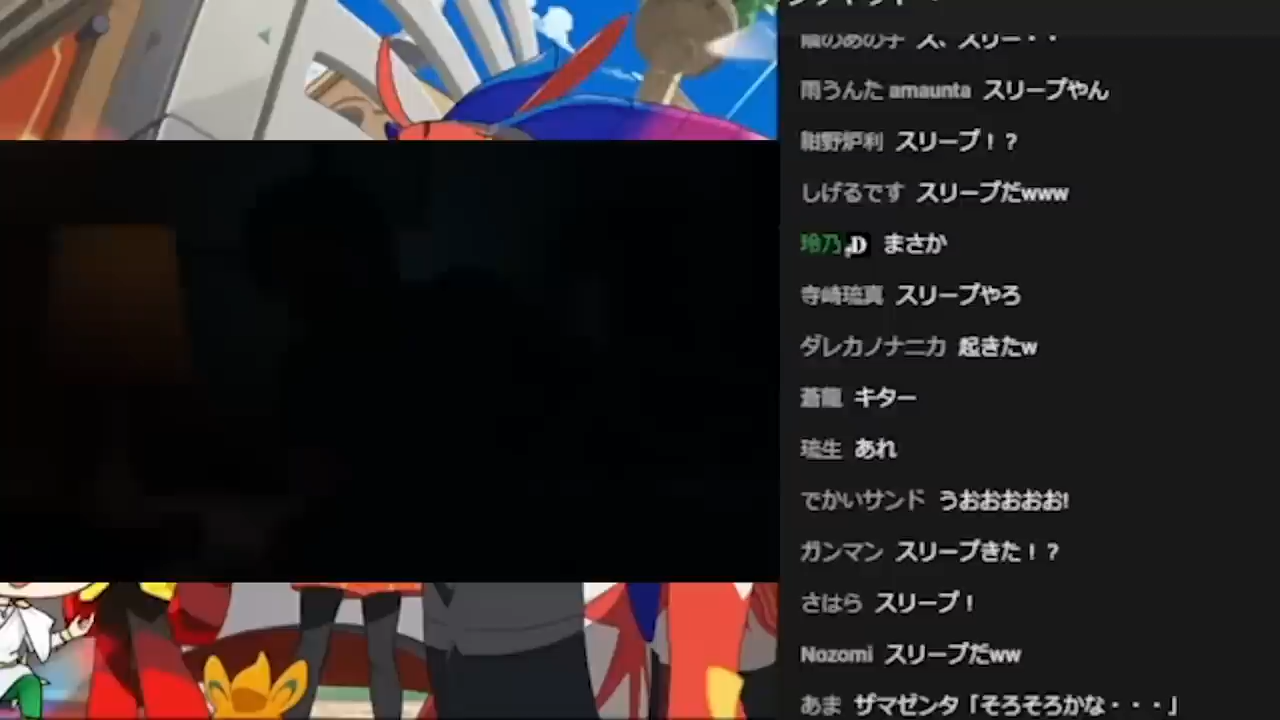 雨うんた amaunta スリープやん
紺野炉利 スリープ！？
しげるです スリープだwww
玲乃 まさか
寺崎琉真 スリープやろ
ダレカノナニカ 起きたw
蒼龍 キター
琉生 あれ
でかいサンド うおおおおお!
ガンマン スリープきた！？
さはら スリープ！
Nozomi スリープだww
あま ザマゼンタ「そろそろかな・・・」